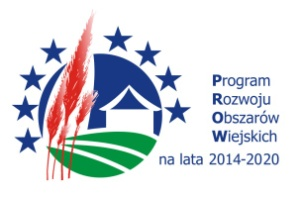 Program
Rozwoju
Obszarów
Wiejskich
na lata 2014-2020